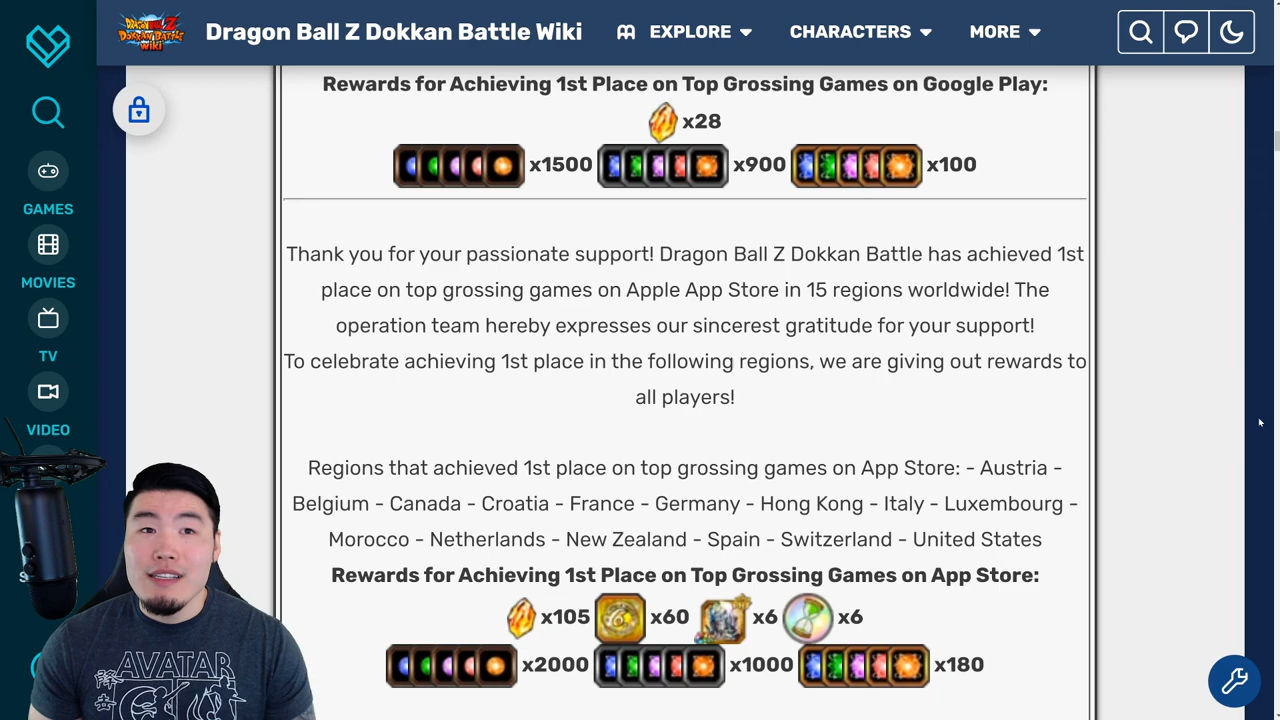 DRAGON BALL Z
DOKKAN BATTLE
Wiki
Dragon Ball Z Dokkan Battle Wiki
EXPLORE
CHARACTERS
MORE
GAMES
MOVIES
TV
VIDEO
Rewards for Achieving 1st Place on Top Grossing Games on Google Play:
x28
x1500 x900 x100
Thank you for your passionate support! Dragon Ball Z Dokkan Battle has achieved 1st
place on top grossing games on Apple App Store in 15 regions worldwide! The
operation team hereby expresses our sincerest gratitude for your support!
To celebrate achieving 1st place in the following regions, we are giving out rewards to
all players!
Regions that achieved 1st place on top grossing games on App Store: - Austria -
Belgium - Canada - Croatia - France - Germany - Hong Kong - Italy - Luxembourg -
Morocco - Netherlands - New Zealand - Spain - Switzerland - United States
Rewards for Achieving 1st Place on Top Grossing Games on App Store:
x105 x60 x6 x6
x2000 x1000 x180
AVATAR